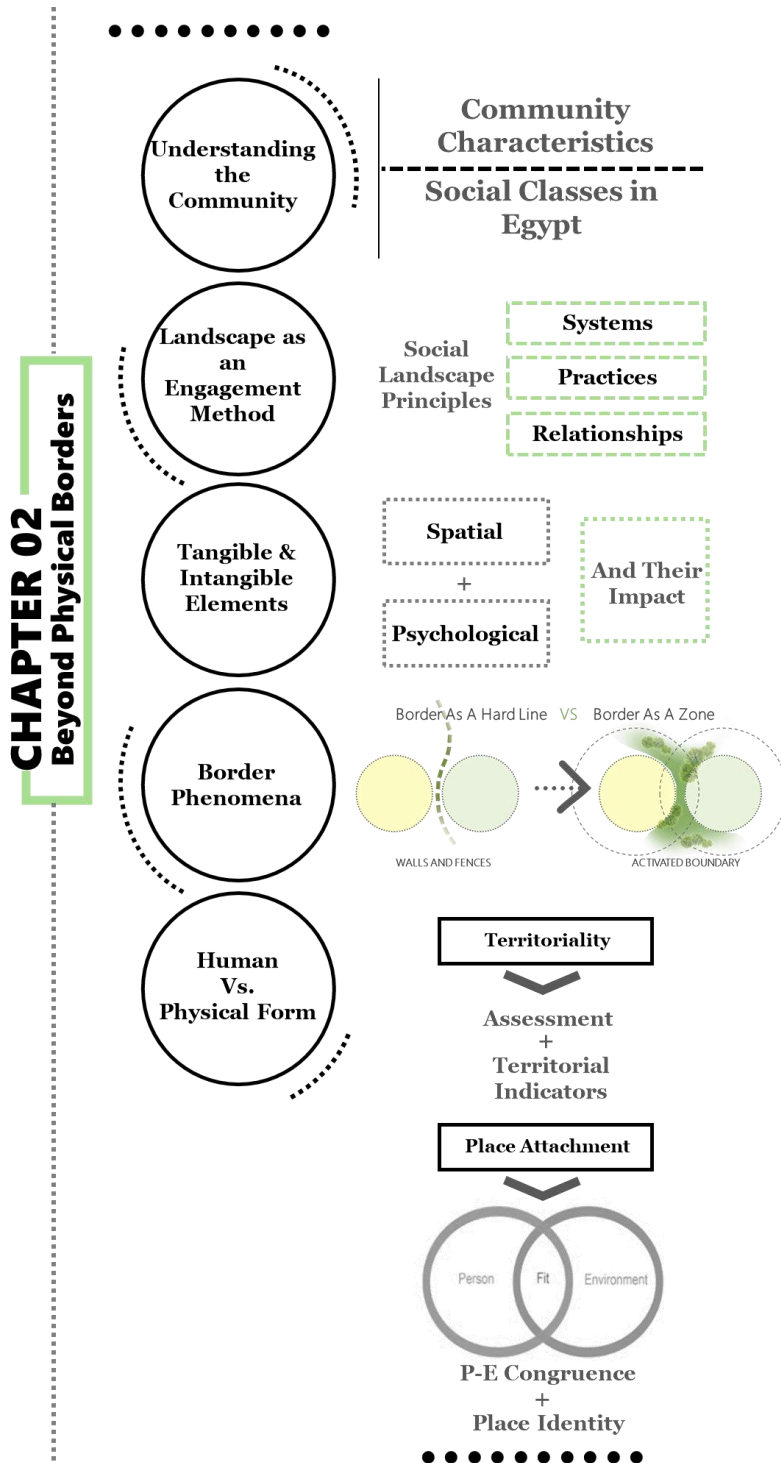 CHAPTER 02
Beyond Physical Borders
Understanding
the
Community
Community
Characteristics
Social Classes in
Egypt
Landscape as
an
Engagement
Method
Social
Landscape
Principles
Systems
Practices
Relationships
Tangible &
Intangible
Elements
Spatial
+
Psychological
And Their
Impact
Border
Phenomena
Border As A Hard Line VS Border As A Zone
WALLS AND FENCES
ACTIVATED BOUNDARY
Human
Vs.
Physical Form
Territoriality
Assessment
+
Territorial
Indicators
Place Attachment
Person
Fit
Environment
P-E Congruence
+
Place Identity